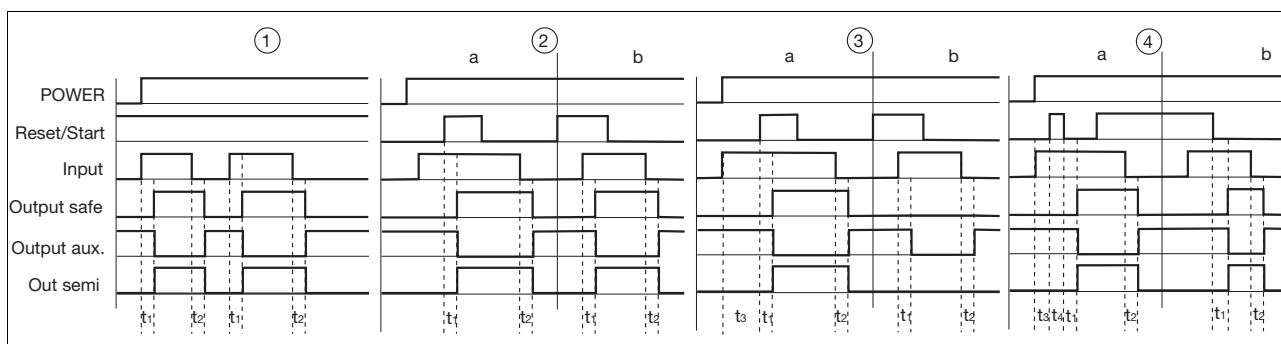 1 2 3 4
a b a b a b
POWER
Reset/Start
Input
Output safe
Output aux.
Out semi
t1 t2 t1 t2 t1 t2 t1 t2 t3 t1 t2 t1 t2 t3 t4 t1 t2 t1 t2